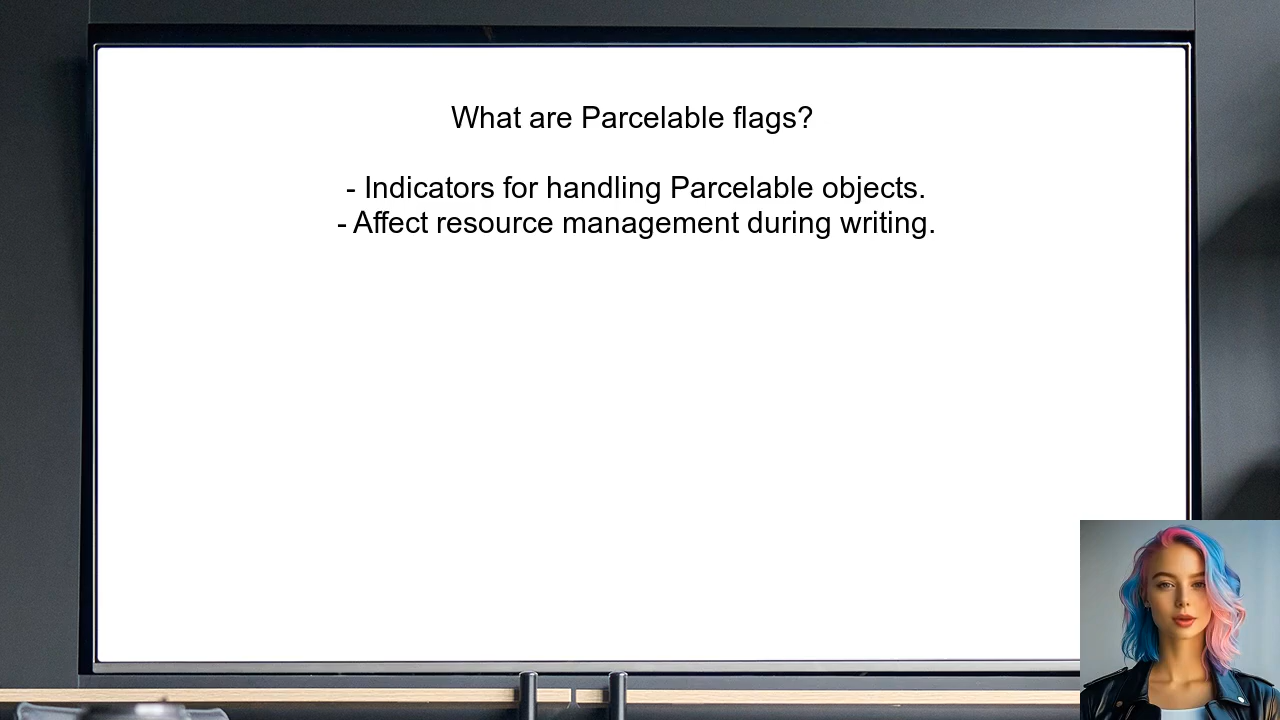 What are Parcelable flags?
- Indicators for handling Parcelable objects.
- Affect resource management during writing.